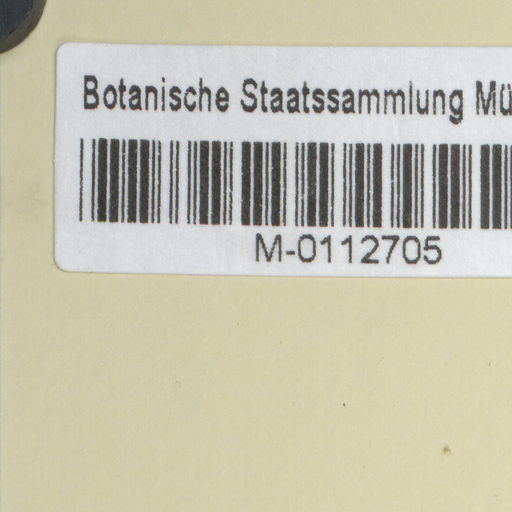 Botanische Staatssammlung Mü
M-0112705